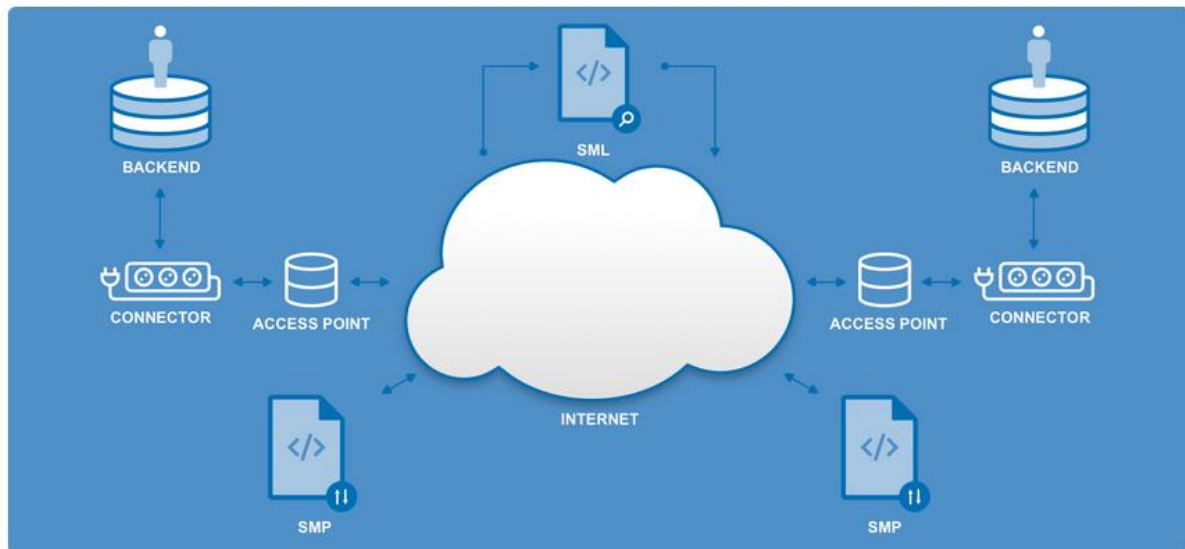 </>
SML
BACKEND
BACKEND
CONNECTOR
ACCESS POINT
ACCESS POINT
CONNECTOR
INTERNET
</>
</>
SMP
SMP